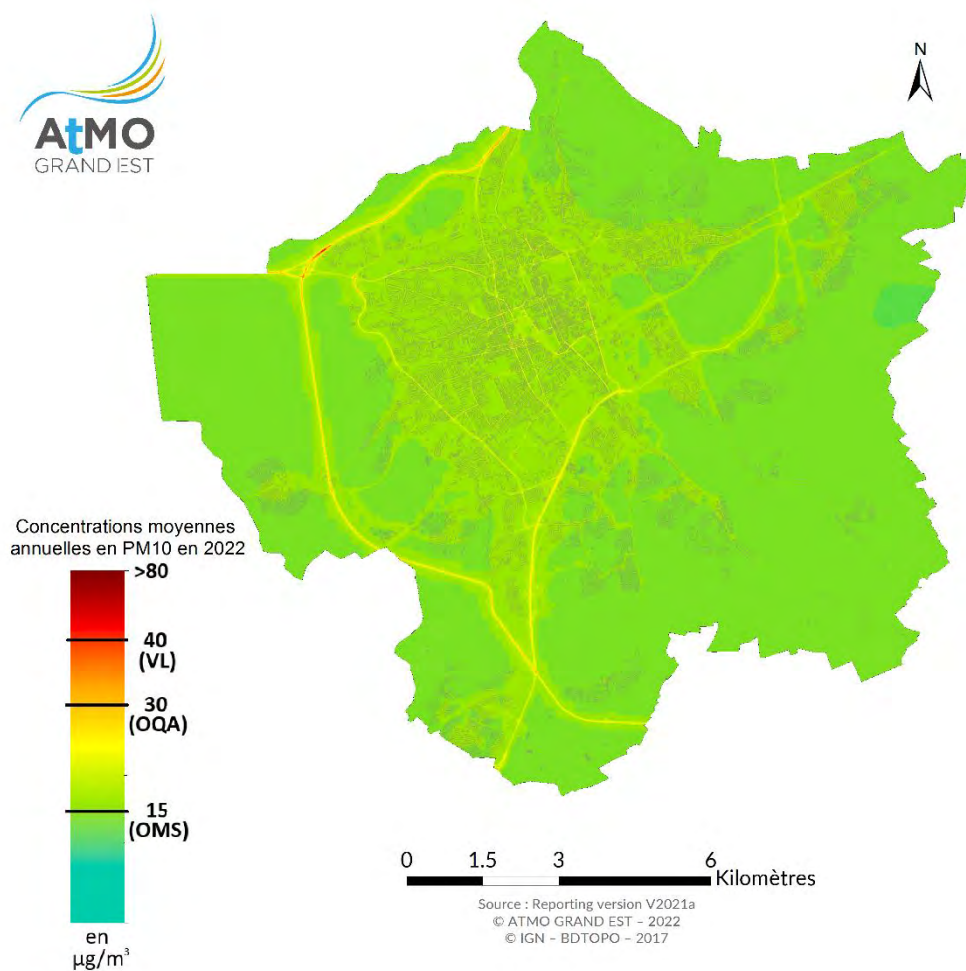 AtMO
GRAND EST
N
Concentrations moyennes
annuelles en PM10 en 2022
>80
40
(VL)
30
(OQA)
15
(OMS)
en
µg/m³
0 1.5 3 6
Kilomètres
Source : Reporting version V2021a
© ATMO GRAND EST – 2022
© IGN – BDTOPO – 2017